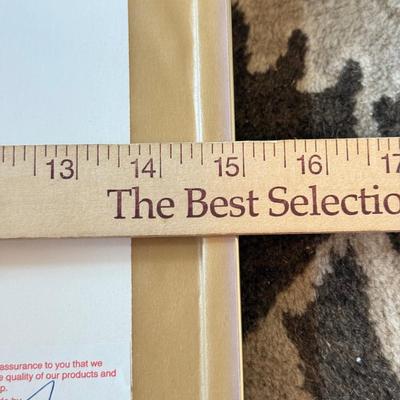 13 14 15 16 17
The Best Selectio
assurance to you that we
e quality of our products and
p.